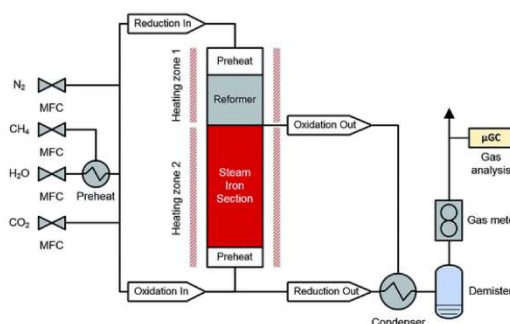 Reduction In
Heating zone 1
Preheat
Reformer
N₂
MFC
CH₄
MFC
H₂O
MFC
Preheat
CO₂
MFC
Heating zone 2
Steam
Iron
Section
Preheat
Oxidation Out
Oxidation In
Reduction Out
Condenser
µGC
Gas
analysis
Gas mete
Demister